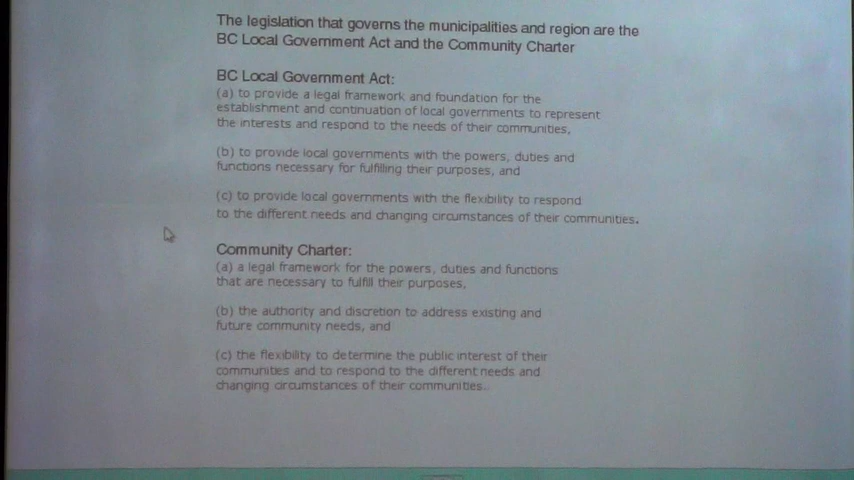 The legislation that governs the municipalities and region are the
BC Local Government Act and the Community Charter
BC Local Government Act:
(a) to provide a legal framework and foundation for the
establishment and continuation of local governments to represent
the interests and respond to the needs of their communities,
(b) to provide local governments with the powers, duties and
functions necessary for fulfilling their purposes, and
(c) to provide local governments with the flexibility to respond
to the different needs and changing circumstances of their communities.
Community Charter:
(a) a legal framework for the powers, duties and functions
that are necessary to fulfill their purposes,
(b) the authority and discretion to address existing and
future community needs, and
(c) the flexibility to determine the public interest of their
communities and to respond to the different needs and
changing circumstances of their communities..